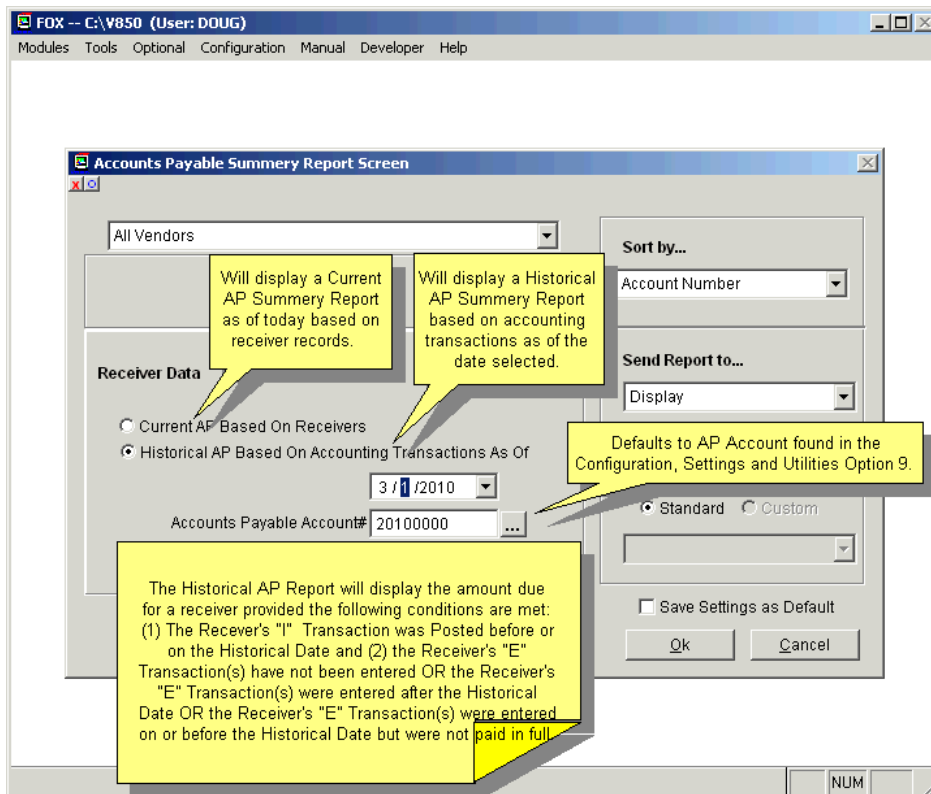 FOX -- C:\V850 (User: DOUG)
Modules Tools Optional Configuration Manual Developer Help
Accounts Payable Summery Report Screen
All Vendors
Will display a Current
AP Summery Report
as of today based on
receiver records.
Will display a Historical
AP Summery Report
based on accounting
transactions as of the
date selected.
Receiver Data
Current AP Based On Receivers
Historical AP Based On Accounting Transactions As Of
3 / 1 /2010
Accounts Payable Account# 20100000 ...
Sort by...
Account Number
Send Report to...
Display
Defaults to AP Account found in the
Configuration, Settings and Utilities Option 9.
Standard Custom
The Historical AP Report will display the amount due
for a receiver provided the following conditions are met:
(1) The Recever's "I" Transaction was Posted before or
on the Historical Date and (2) the Receiver's "E"
Transaction(s) have not been entered OR the Receiver's
"E" Transaction(s) were entered after the Historical
Date OR the Receiver's "E" Transaction(s) were entered
on or before the Historical Date but were not paid in full.
Save Settings as Default
Ok Cancel
NUM